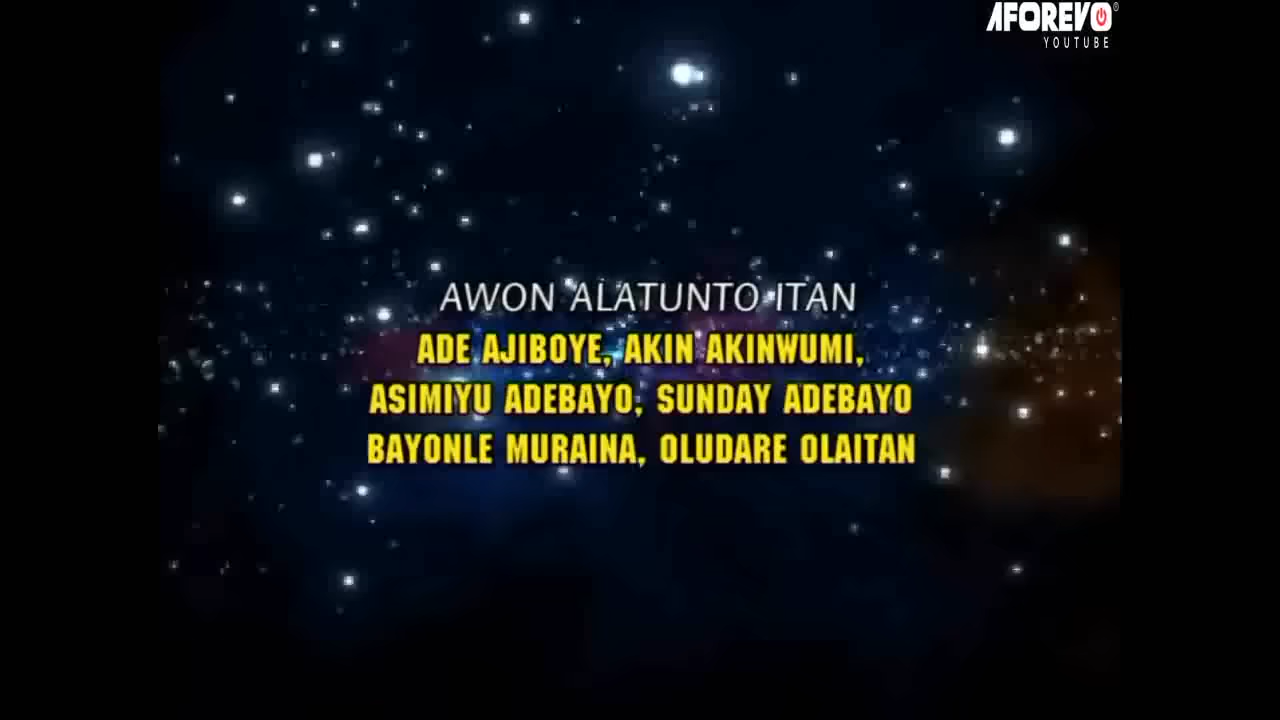 AFOREVO
YOUTUBE
AWON ALATUNTO ITAN
ADE AJIBOYE, AKIN AKINWUMI,
ASIMIYU ADEBAYO, SUNDAY ADEBAYO
BAYONLE MURAINA, OLUDARE OLAITAN